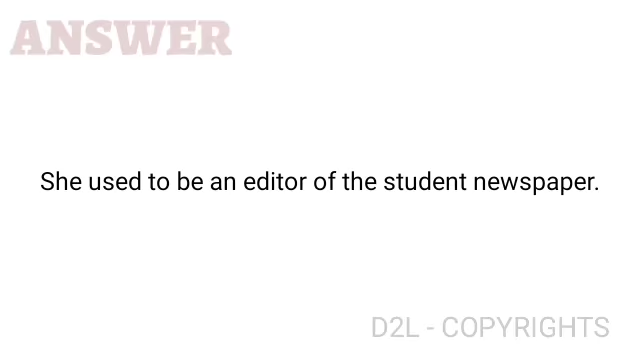 ANSWER
She used to be an editor of the student newspaper.
D2L - COPYRIGHTS